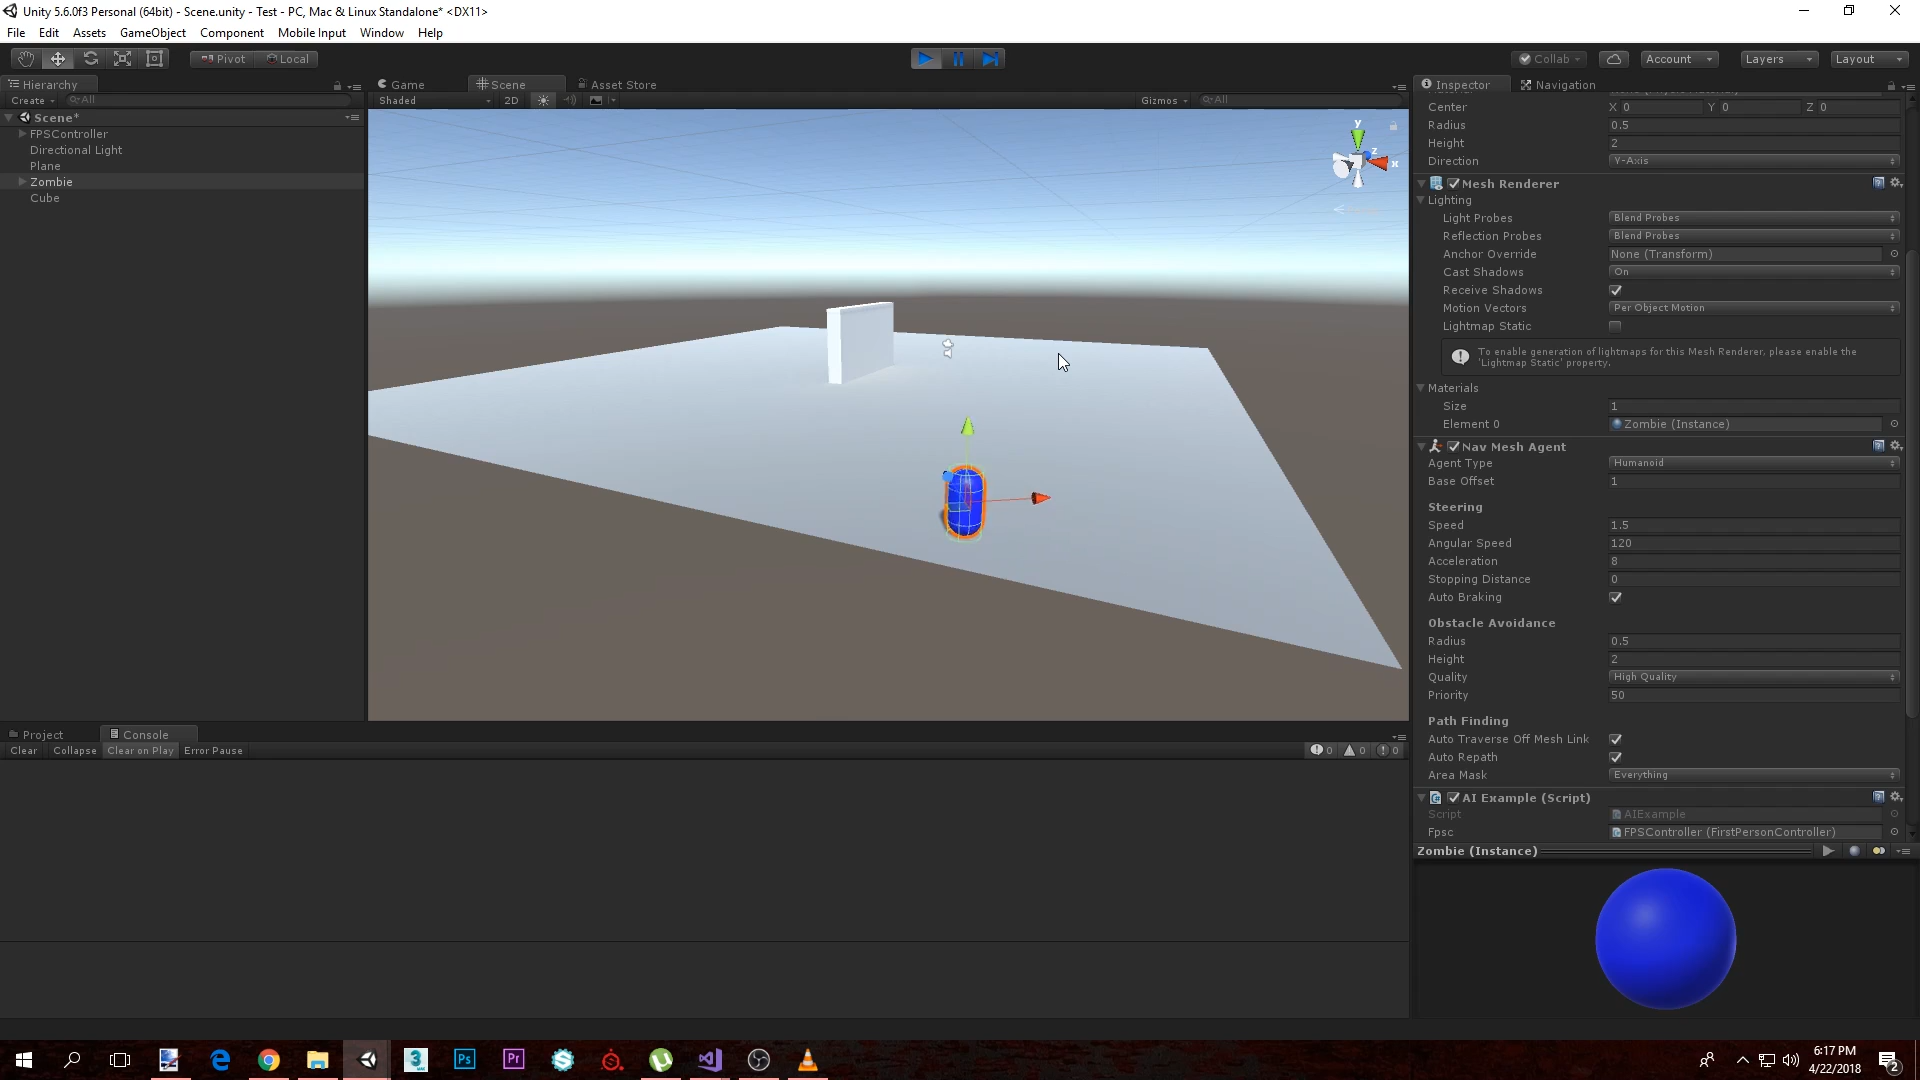 Unity 5.6.0f3 Personal (64bit) - Scene.unity - Test - PC, Mac & Linux Standalone* <DX11>
File Edit Assets GameObject Component Mobile Input Window Help
Pivot Local Collab Account Layers Layout
Hierarchy Game Scene Asset Store Inspector Navigation
Create All Shaded 2D Gizmos All
Center X 0 Y 0 Z 0
Scene*
Radius 0.5
FPSController
Height 2
Directional Light
Direction Y-Axis
Plane
Zombie
Mesh Renderer
Cube
Lighting
y
z
x
Light Probes Blend Probes
Reflection Probes Blend Probes
Anchor Override None (Transform)
Cast Shadows On
Receive Shadows
Motion Vectors Per Object Motion
Lightmap Static
To enable generation of lightmaps for this Mesh Renderer, please enable the
'Lightmap Static' property.
Materials
Size 1
Element 0 Zombie (Instance)
Nav Mesh Agent
Agent Type Humanoid
Base Offset 1
Steering
Speed 1.5
Angular Speed 120
Acceleration 8
Stopping Distance 0
Auto Braking
Obstacle Avoidance
Radius 0.5
Height 2
Quality High Quality
Priority 50
Path Finding
Auto Traverse Off Mesh Link
Auto Repath
Area Mask Everything
AI Example (Script)
Script AIExample
Fpsc FPSController (FirstPersonController)
Zombie (Instance)
Project Console
Clear Collapse Clear on Play Error Pause 0 0 0
Ps Pr
6:17 PM
4/22/2018
2